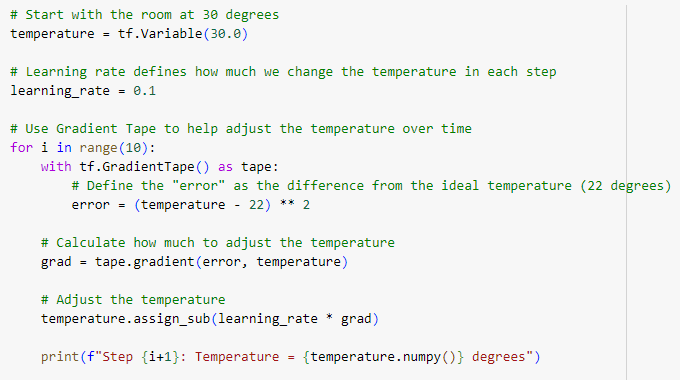 # Start with the room at 30 degrees
temperature = tf.Variable(30.0)
# Learning rate defines how much we change the temperature in each step
learning_rate = 0.1
# Use Gradient Tape to help adjust the temperature over time
for i in range(10):
    with tf.GradientTape() as tape:
        # Define the "error" as the difference from the ideal temperature (22 degrees)
        error = (temperature - 22) ** 2
    # Calculate how much to adjust the temperature
    grad = tape.gradient(error, temperature)
    # Adjust the temperature
    temperature.assign_sub(learning_rate * grad)
    print(f"Step {i+1}: Temperature = {temperature.numpy()} degrees")